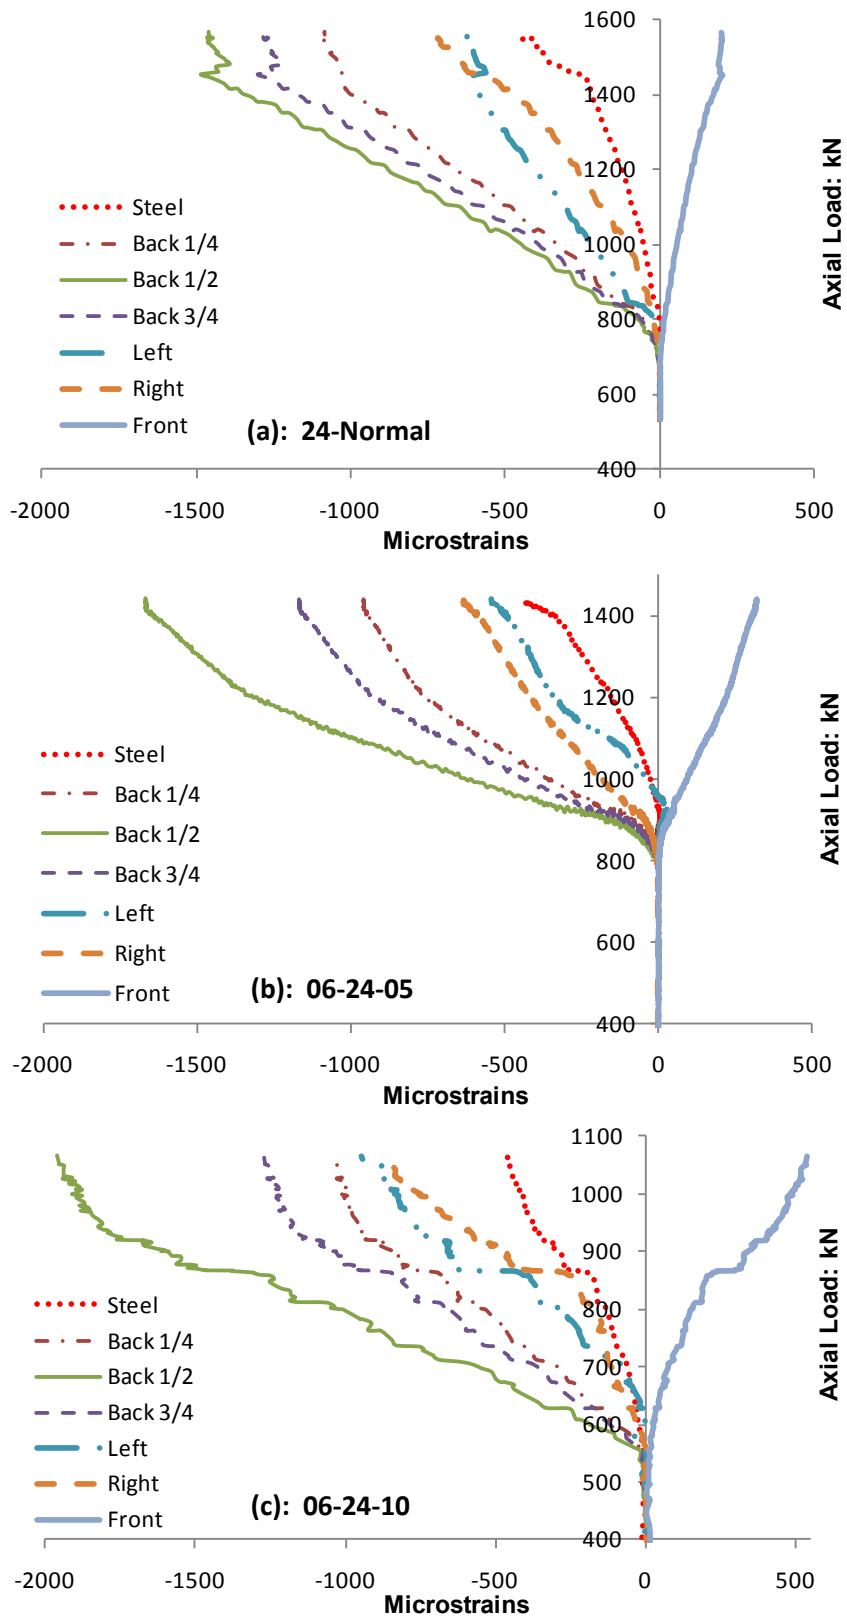 1600
1400
1200
1000
800
600
400
Axial Load: kN
Steel
Back 1/4
Back 1/2
Back 3/4
Left
Right
Front
(a): 24-Normal
-2000 -1500 -1000 -500 0 500
Microstrains
1400
1200
1000
800
600
400
Axial Load: kN
Steel
Back 1/4
Back 1/2
Back 3/4
Left
Right
Front
(b): 06-24-05
-2000 -1500 -1000 -500 0 500
Microstrains
1100
1000
900
800
700
600
500
400
Axial Load: kN
Steel
Back 1/4
Back 1/2
Back 3/4
Left
Right
Front
(c): 06-24-10
-2000 -1500 -1000 -500 0 500
Microstrains